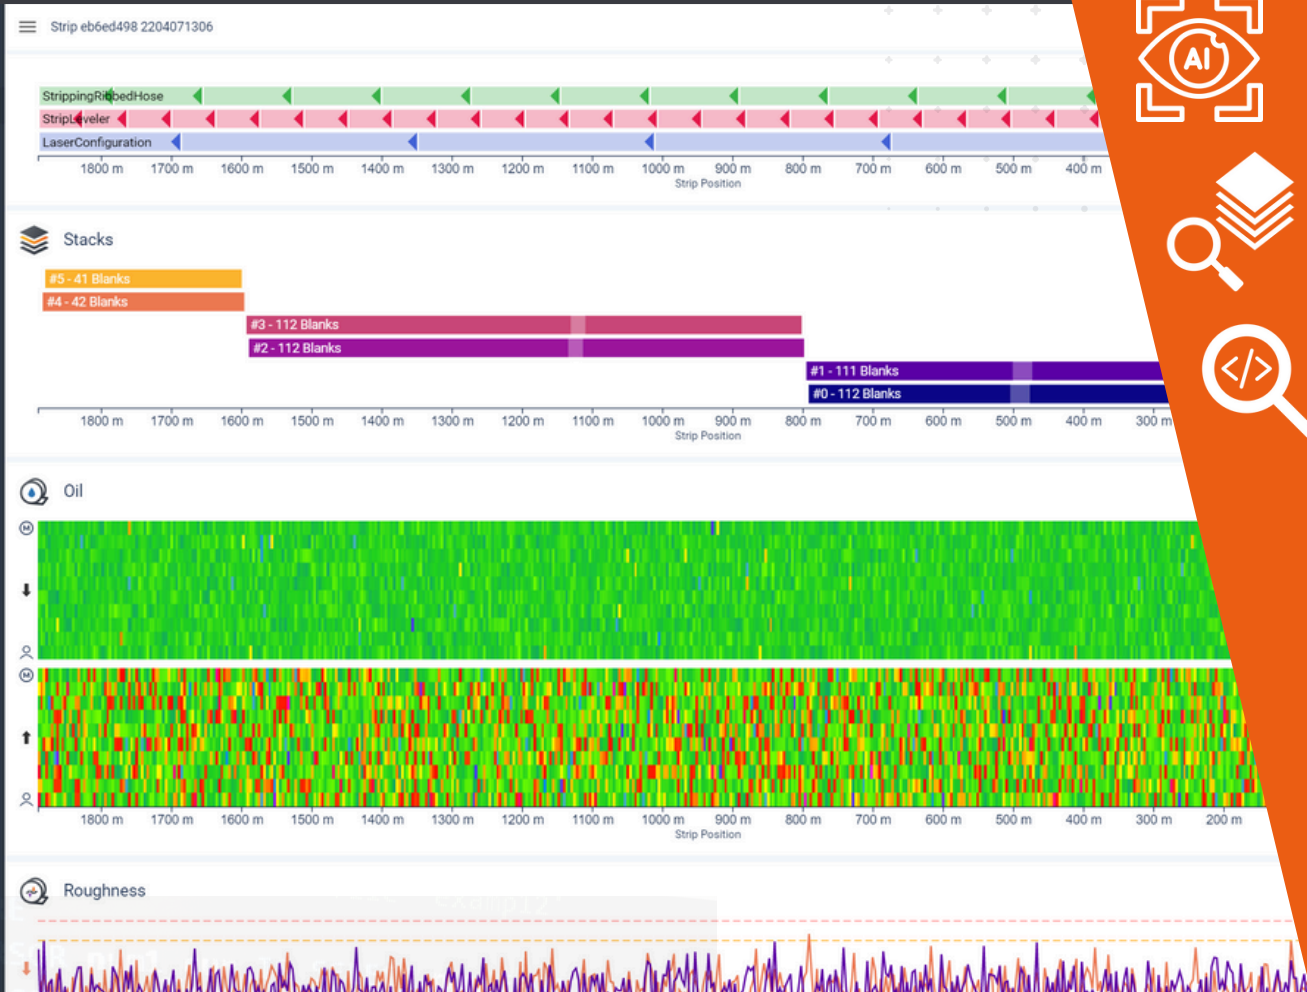 Strip eb6ed498 2204071306
AI
StrippingRibbedHose
StripLeveler
LaserConfiguration
1800 m 1700 m 1600 m 1500 m 1400 m 1300 m 1200 m 1100 m 1000 m 900 m 800 m 700 m 600 m 500 m 400 m
Strip Position
Stacks
#5 - 41 Blanks
#4 - 42 Blanks
#3 - 112 Blanks
#2 - 112 Blanks
#1 - 111 Blanks
#0 - 112 Blanks
</>
1800 m 1700 m 1600 m 1500 m 1400 m 1300 m 1200 m 1100 m 1000 m 900 m 800 m 700 m 600 m 500 m 400 m 300 m
Strip Position
Oil
M
M
1800 m 1700 m 1600 m 1500 m 1400 m 1300 m 1200 m 1100 m 1000 m 900 m 800 m 700 m 600 m 500 m 400 m 300 m 200 m
Strip Position
Roughness